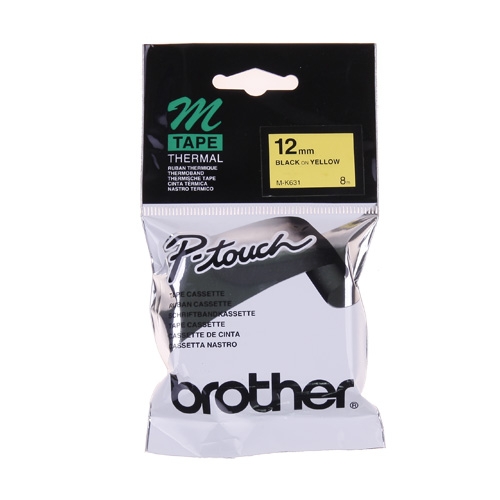 M
TAPE
THERMAL
RUBAN THERMIQUE
THERMOBAND
THERMISCHE TAPE
CINTA TERMICA
NASTRO TERMICO
12mm
BLACK ON YELLOW
M-K631 8m
P-touch
TAPE CASSETTE
RUBAN CASSETTE
SCHRIFTBANDKASSETTE
TAPE CASSETTE
CASSETTE DE CINTA
CASSETTA NASTRO
brother®